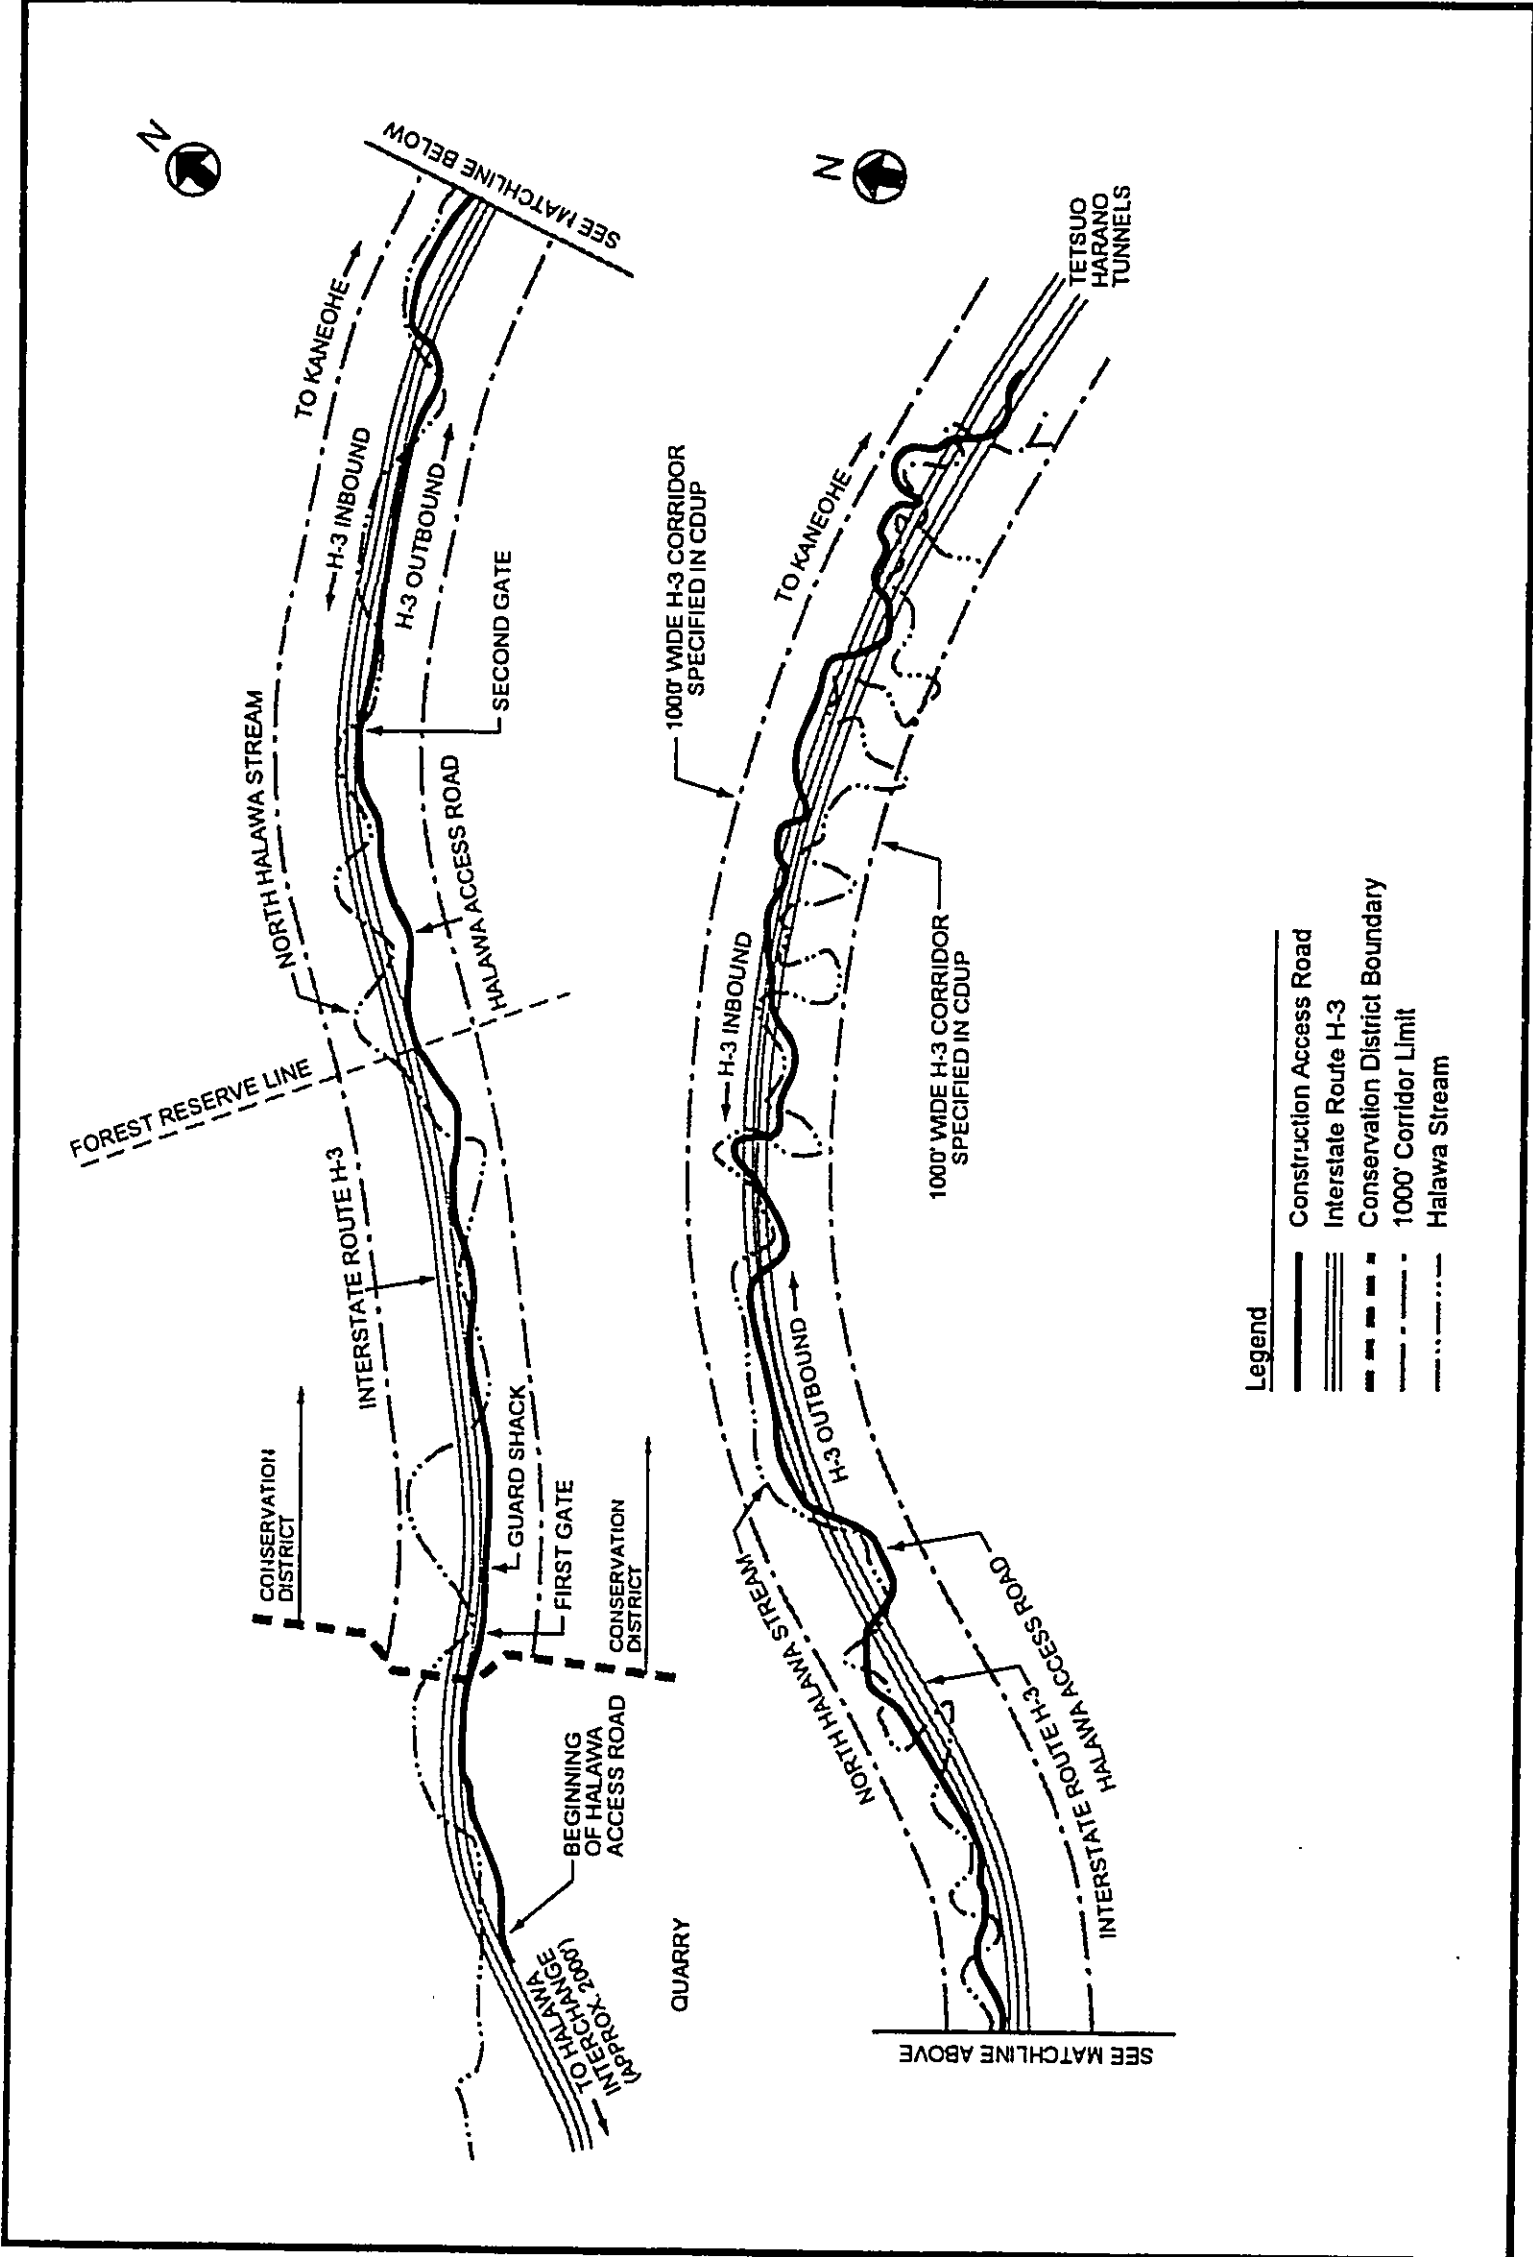 N
SEE MATCHLINE BELOW
TO KANEOHE
H-3 INBOUND
H-3 OUTBOUND
SECOND GATE
NORTH HALAWA STREAM
HALAWA ACCESS ROAD
FOREST RESERVE LINE
INTERSTATE ROUTE H-3
CONSERVATION
DISTRICT
GUARD SHACK
FIRST GATE
CONSERVATION
DISTRICT
BEGINNING
OF HALAWA
ACCESS ROAD
TO HALAWA
INTERCHANGE
(APPROX. 2000')
QUARRY
N
TETSUO
HARANO
TUNNELS
1000' WIDE H-3 CORRIDOR
SPECIFIED IN CDUP
TO KANEOHE
H-3 INBOUND
1000' WIDE H-3 CORRIDOR
SPECIFIED IN CDUP
H-3 OUTBOUND
NORTH HALAWA STREAM
HALAWA ACCESS ROAD
INTERSTATE ROUTE H-3
HALAWA ACCESS ROAD
SEE MATCHLINE ABOVE
Legend
Construction Access Road
Interstate Route H-3
Conservation District Boundary
1000' Corridor Limit
Halawa Stream